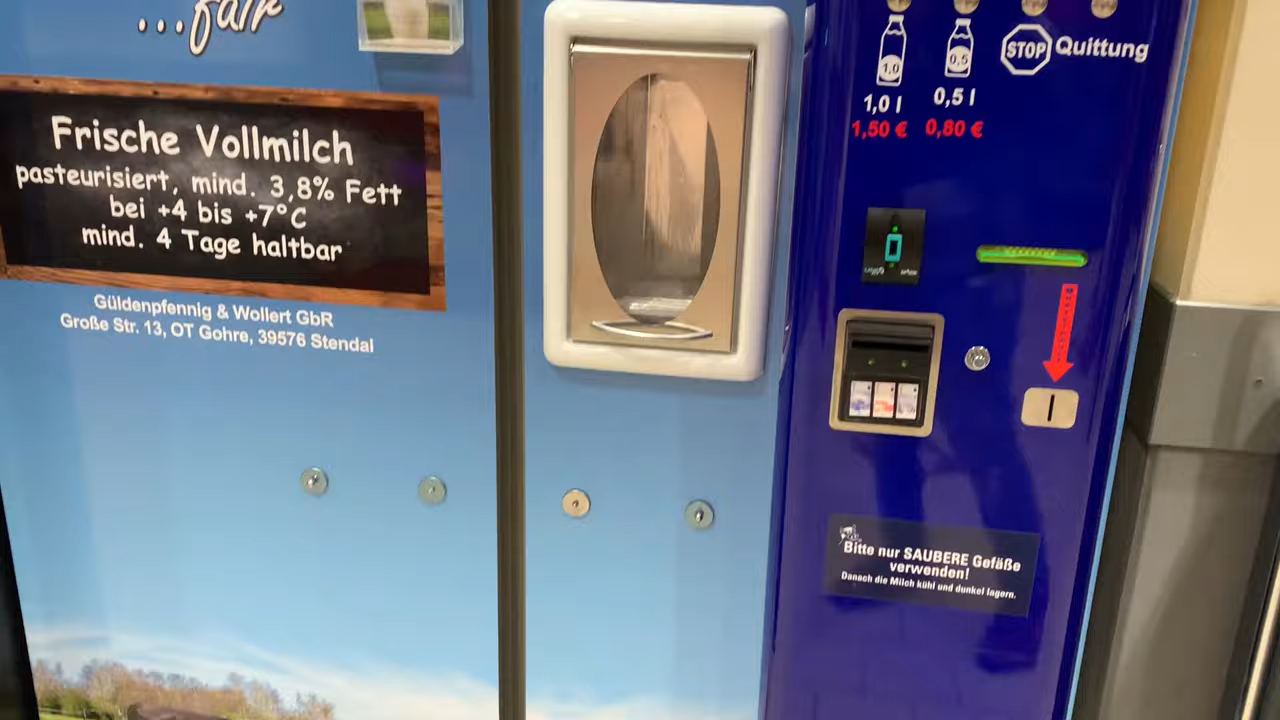 ...fair
Frische Vollmilch
pasteurisiert, mind. 3,8% Fett
bei +4 bis +7°C
mind. 4 Tage haltbar
Güldenpfennig & Wollert GbR
Große Str. 13, OT Gohre, 39576 Stendal
1,0
0,5
STOP
Quittung
1,0 l
0,5 l
1,50 €
0,80 €
Bitte nur SAUBERE Gefäße
verwenden!
Danach die Milch kühl und dunkel lagern.